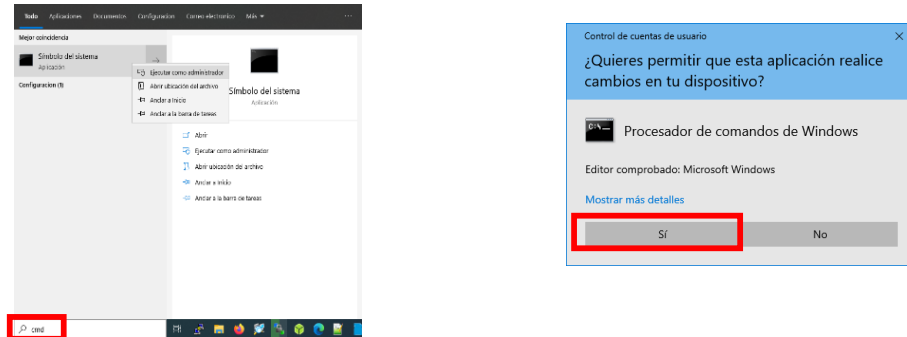 Todo Aplicaciones Documentos Configuración Correo electrónico Más ▾ ...
Mejor coincidencia
Símbolo del sistema
Aplicación
Configuración (1)
Ejecutar como administrador
Abrir ubicación del archivo
Anclar a Inicio
Anclar a la barra de tareas
Símbolo del sistema
Aplicación
Abrir
Ejecutar como administrador
Abrir ubicación del archivo
Anclar a Inicio
Anclar a la barra de tareas
cmd
Control de cuentas de usuario
¿Quieres permitir que esta aplicación realice
cambios en tu dispositivo?
C:\_
Procesador de comandos de Windows
Editor comprobado: Microsoft Windows
Mostrar más detalles
Sí No